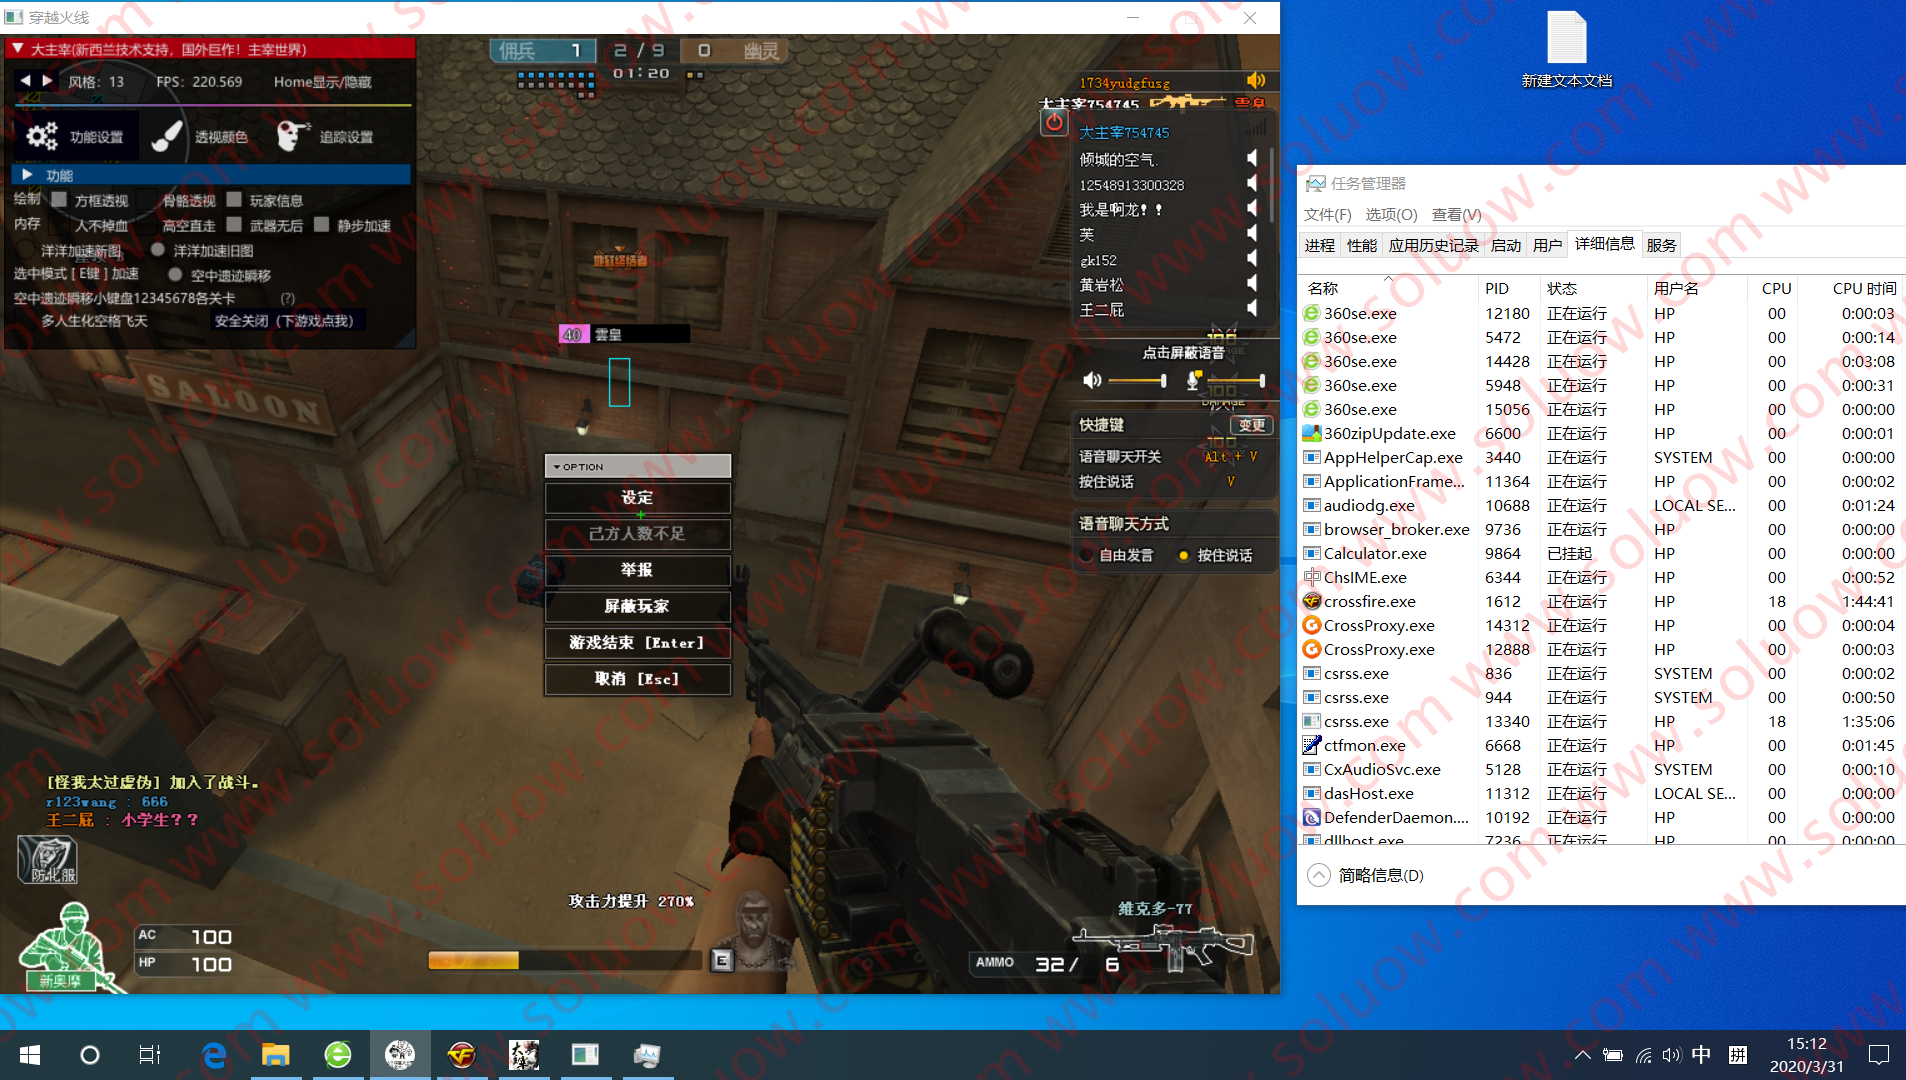 穿越火线
大主宰(新西兰技术支持，国外巨作！主宰世界)
风格：13 FPS：220.569 Home显示/隐藏
功能设置 透视颜色 追踪设置
功能
绘制 方框透视 骨骼透视 玩家信息
内存 人不掉血 高空直走 武器无后 静步加速
洋洋加速新图 洋洋加速旧图
选中模式 [ E键 ] 加速 空中遗迹瞬移
空中遗迹瞬移小键盘12345678各关卡 (?)
多人生化空格飞天 安全关闭（下游戏点我）
佣兵 1 2 / 9 0 幽灵
01:20
1734yudgfusg
大主宰754745
大主宰754745
倾城的空气.
12548913300328
我是啊龙！！
芙
gk152
黄岩松
王二屁
点击屏蔽语音
快捷键 变更
语音聊天开关 Alt + V
按住说话 V
语音聊天方式
自由发言 按住说话
地狱终结者
40 雲皇
SALOON
OPTION
设定
己方人数不足
举报
屏蔽玩家
游戏结束 [Enter]
取消 [Esc]
[怪我太过虚伪] 加入了战斗。
r123wang : 666
王二屁 : 小学生？？
防化服
攻击力提升 270%
新奥摩
AC 100
HP 100
E
维克多-77
AMMO 32/ 6
新建文本文档
任务管理器
文件(F) 选项(O) 查看(V)
进程 性能 应用历史记录 启动 用户 详细信息 服务
名称 PID 状态 用户名 CPU CPU 时间
360se.exe 12180 正在运行 HP 00 0:00:03
360se.exe 5472 正在运行 HP 00 0:00:14
360se.exe 14428 正在运行 HP 00 0:03:08
360se.exe 5948 正在运行 HP 00 0:00:31
360se.exe 15056 正在运行 HP 00 0:00:00
360zipUpdate.exe 6600 正在运行 HP 00 0:00:01
AppHelperCap.exe 3440 正在运行 SYSTEM 00 0:00:00
ApplicationFrame... 11364 正在运行 HP 00 0:00:02
audiodg.exe 10688 正在运行 LOCAL SE... 00 0:01:24
browser_broker.exe 9736 正在运行 HP 00 0:00:00
Calculator.exe 9864 已挂起 HP 00 0:00:00
ChsIME.exe 6344 正在运行 HP 00 0:00:52
crossfire.exe 1612 正在运行 HP 18 1:44:41
CrossProxy.exe 14312 正在运行 HP 00 0:00:04
CrossProxy.exe 12888 正在运行 HP 00 0:00:03
csrss.exe 836 正在运行 SYSTEM 00 0:00:02
csrss.exe 944 正在运行 SYSTEM 00 0:00:50
csrss.exe 13340 正在运行 HP 18 1:35:06
ctfmon.exe 6668 正在运行 HP 00 0:01:45
CxAudioSvc.exe 5128 正在运行 SYSTEM 00 0:00:10
dasHost.exe 11312 正在运行 LOCAL SE... 00 0:00:00
DefenderDaemon.... 10192 正在运行 HP 00 0:00:00
dllhost.exe 7236 正在运行 HP 00 0:00:00
简略信息(D)
中 拼
15:12
2020/3/31
www.soluow.com